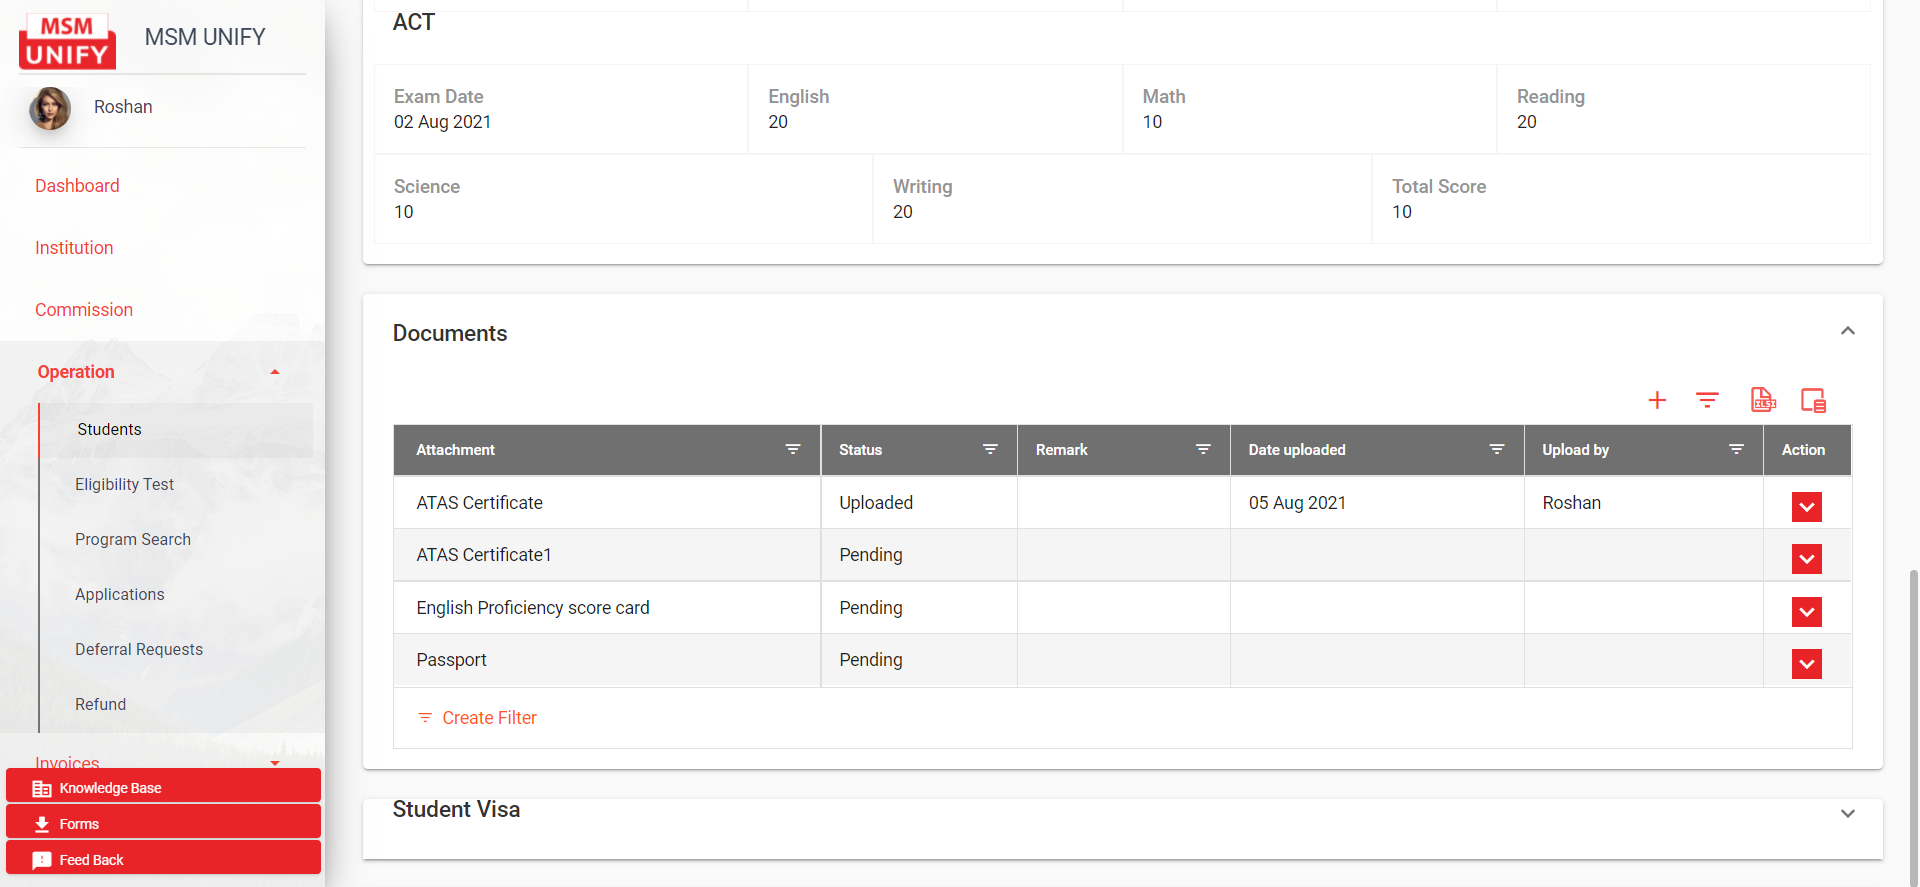 MSM
UNIFY
MSM UNIFY
Roshan
Dashboard
Institution
Commission
Operation
Students
Eligibility Test
Program Search
Applications
Deferral Requests
Refund
Invoices
Knowledge Base
Forms
Feed Back
ACT
Exam Date
02 Aug 2021
English
20
Math
10
Reading
20
Science
10
Writing
20
Total Score
10
Documents
XLSX
Attachment Status Remark Date uploaded Upload by Action
ATAS Certificate Uploaded 05 Aug 2021 Roshan
ATAS Certificate1 Pending
English Proficiency score card Pending
Passport Pending
Create Filter
Student Visa